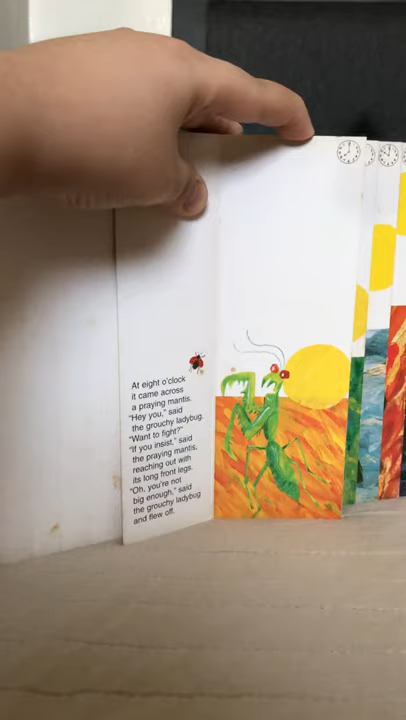 At eight o'clock
it came across
a praying mantis.
"Hey you," said
the grouchy ladybug.
"Want to fight?"
"If you insist," said
the praying mantis,
reaching out with
its long front legs.
"Oh, you're not
big enough," said
the grouchy ladybug
and flew off.